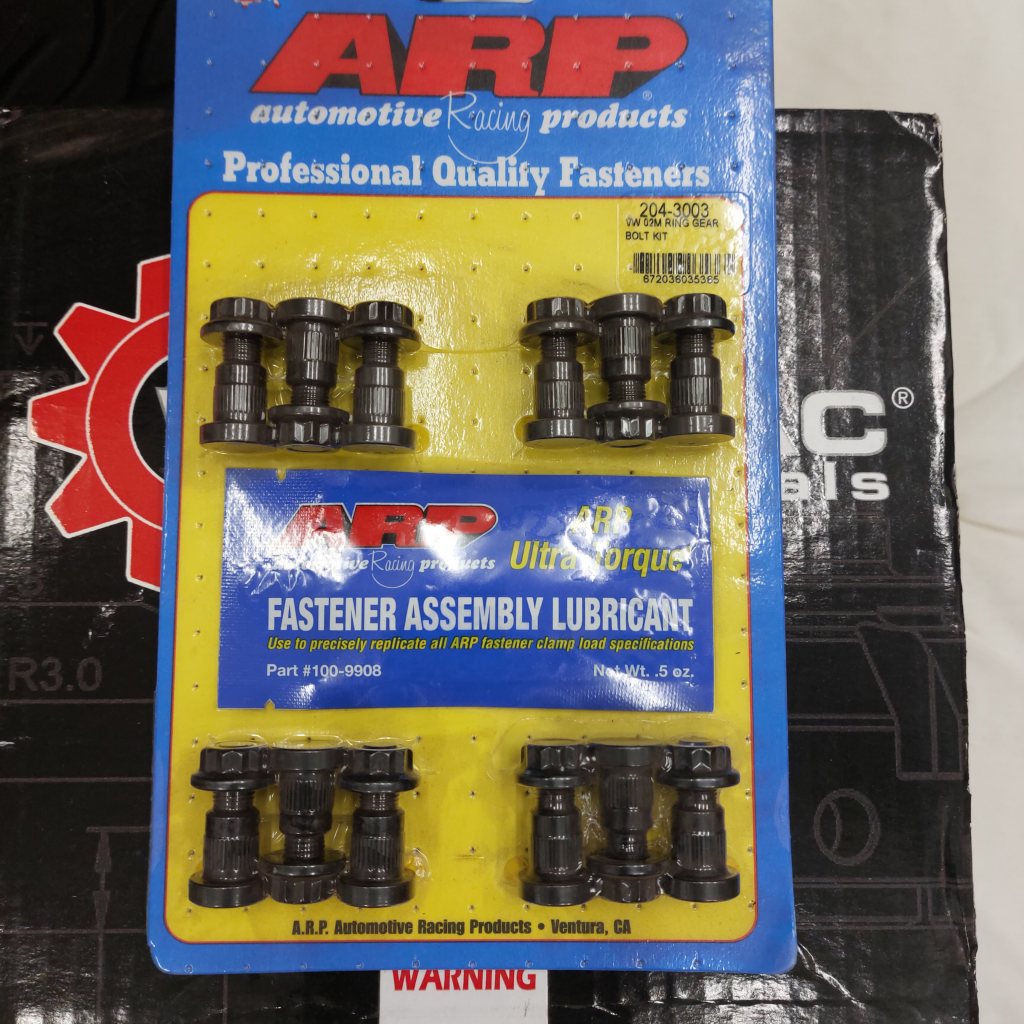 ARP®
automotive Racing products
Professional Quality Fasteners
204-3003
VW 02M RING GEAR
BOLT KIT
672036035365
AC®
als
ARP
ARP
automotive Racing products
Ultra Torque
FASTENER ASSEMBLY LUBRICANT
Use to precisely replicate all ARP fastener clamp load specifications
Part #100-9908
Net Wt. .5 oz.
R3.0
A.R.P. Automotive Racing Products • Ventura, CA
WARNING